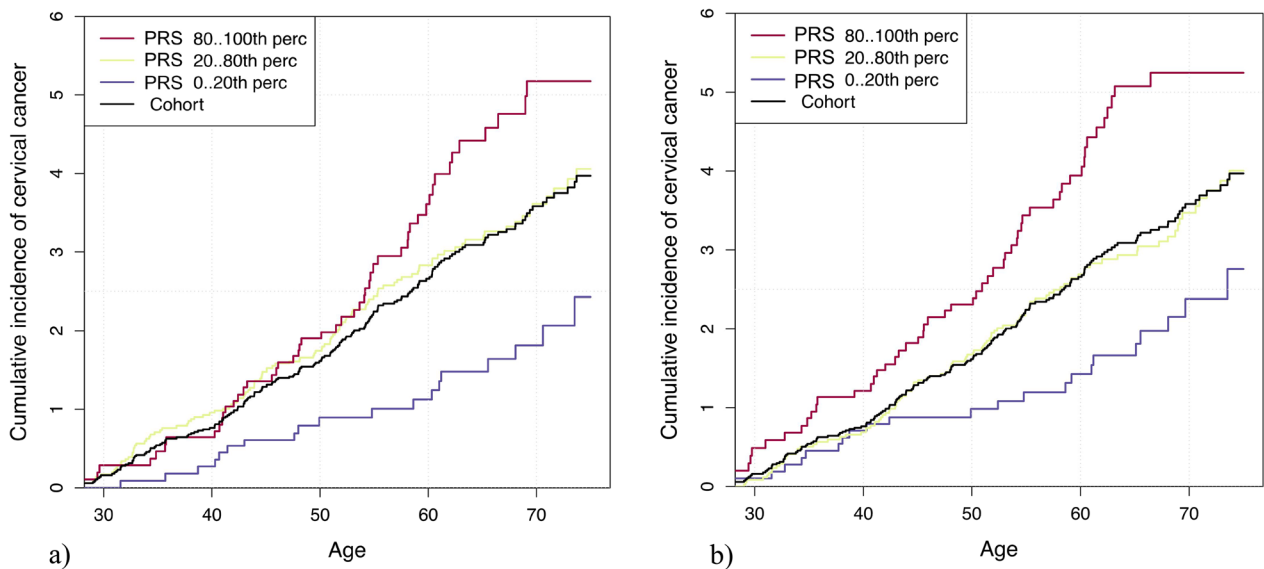 Cumulative incidence of cervical cancer
6
5
4
3
2
1
0
PRS 80..100th perc
PRS 20..80th perc
PRS 0..20th perc
Cohort
30 40 50 60 70
Age
a)
Cumulative incidence of cervical cancer
6
5
4
3
2
1
0
PRS 80..100th perc
PRS 20..80th perc
PRS 0..20th perc
Cohort
30 40 50 60 70
Age
b)